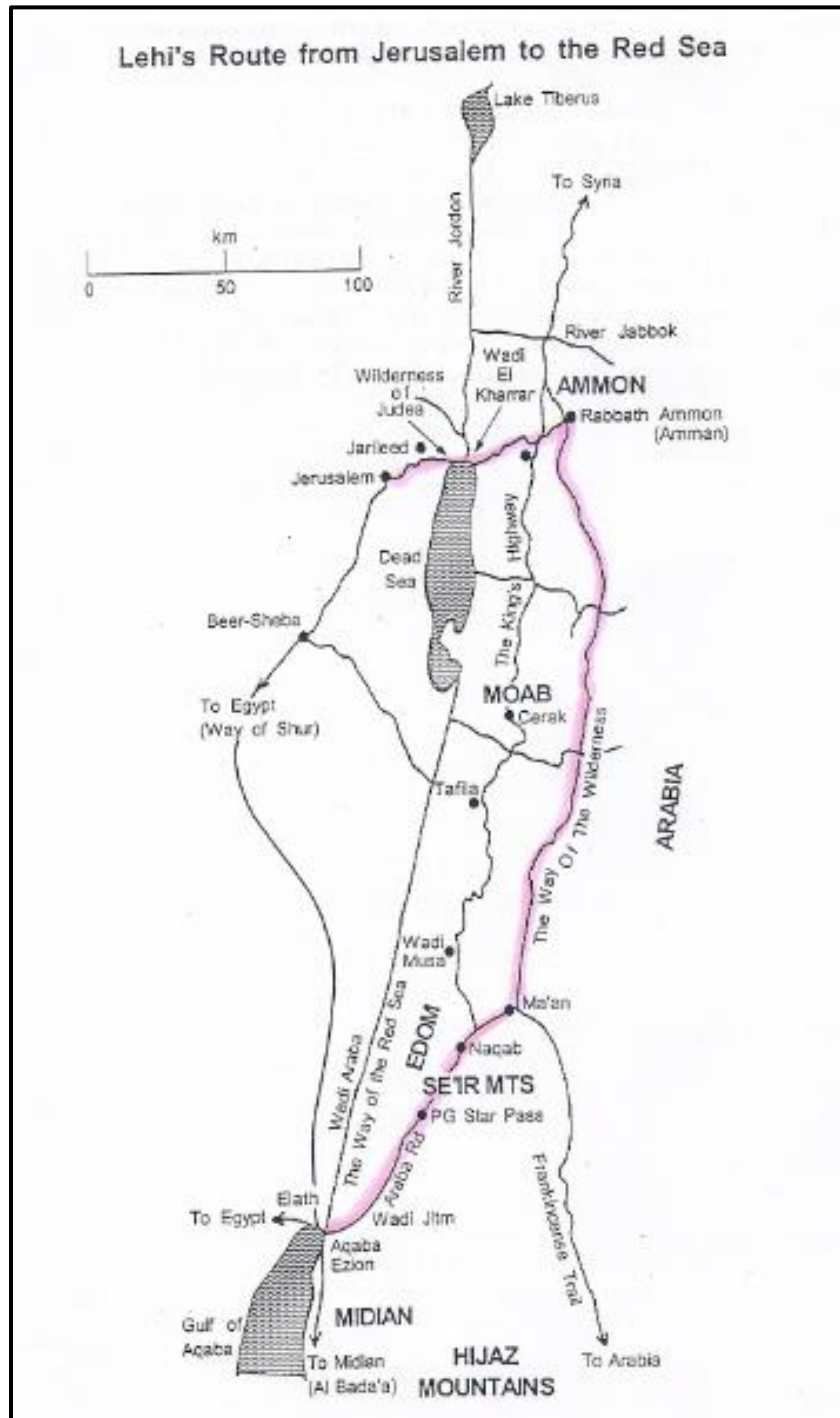 Lehi's Route from Jerusalem to the Red Sea
Lake Tiberus
To Syria
km
0 50 100
River Jordon
River Jabbok
Wadi
El
Kharrar
Wilderness
of
Judea
AMMON
Rabbath Ammon
(Amman)
Jarileed
Jerusalem
Dead
Sea
The King's Highway
Beer-Sheba
To Egypt
(Way of Shur)
MOAB
Cerak
Tafila
The Way Of The Wilderness
ARABIA
Wadi
Musa
Ma'an
Wadi Araba
The Way of the Red Sea
EDOM
Naqab
SE'IR MTS
PG Star Pass
Araba Rd
Wadi Jitm
Frankincense Trail
Elath
To Egypt
Aqaba
Ezion
Gulf of
Aqaba
MIDIAN
To Midian
(Al Bada'a)
HIJAZ
MOUNTAINS
To Arabia